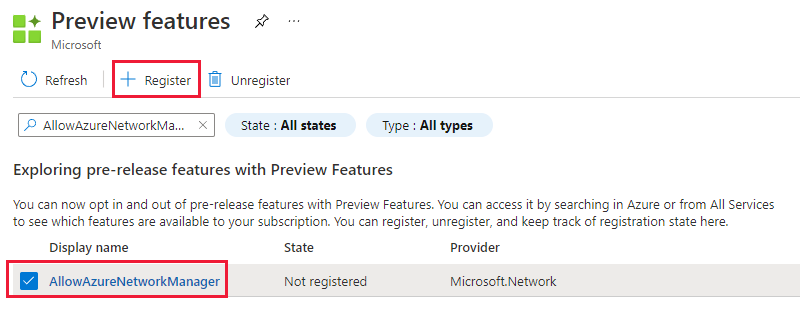 Preview features
Microsoft
Refresh Register Unregister
AllowAzureNetworkMa... State : All states Type : All types
Exploring pre-release features with Preview Features
You can now opt in and out of pre-release features with Preview Features. You can access it by searching in Azure or from All Services
to see which features are available to your subscription. You can register, unregister, and keep track of registration state here.
Display name State Provider
AllowAzureNetworkManager Not registered Microsoft.Network